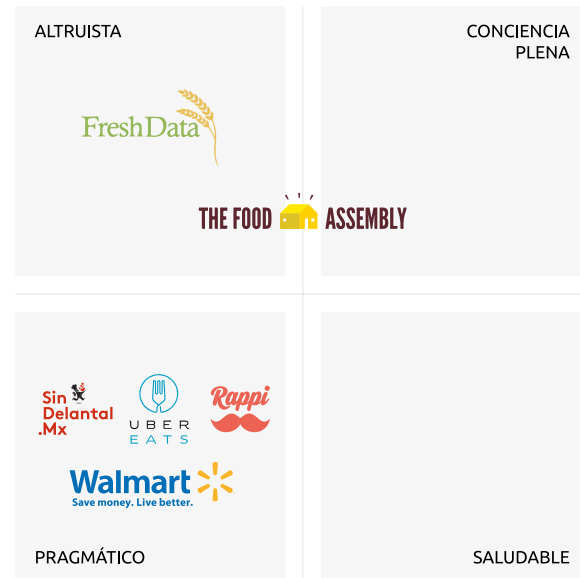 ALTRUISTA
CONCIENCIA
PLENA
FreshData
THE FOOD ASSEMBLY
Sin
Delantal
.Mx
UBER
EATS
Rappi
Walmart
Save money. Live better.
PRAGMÁTICO
SALUDABLE